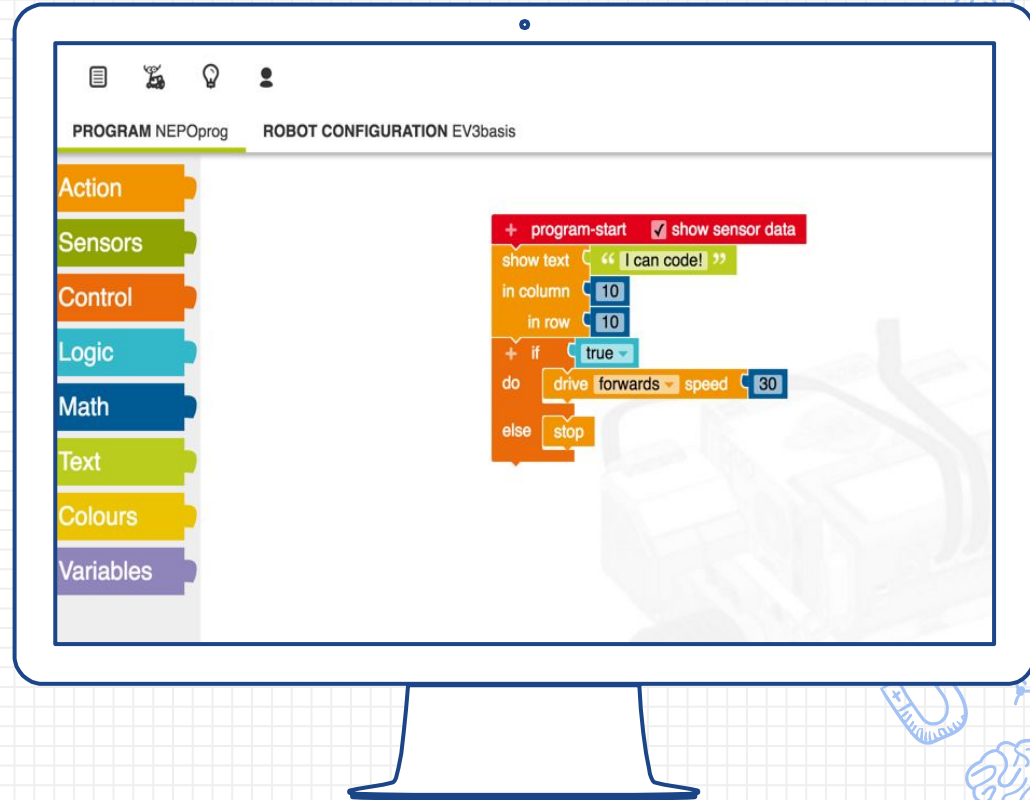 PROGRAM NEPOprog ROBOT CONFIGURATION EV3basis
Action
Sensors
Control
Logic
Math
Text
Colours
Variables
+ program-start ✓ show sensor data
show text “ I can code! ”
in column 10
in row 10
+ if true
do drive forwards speed 30
else stop